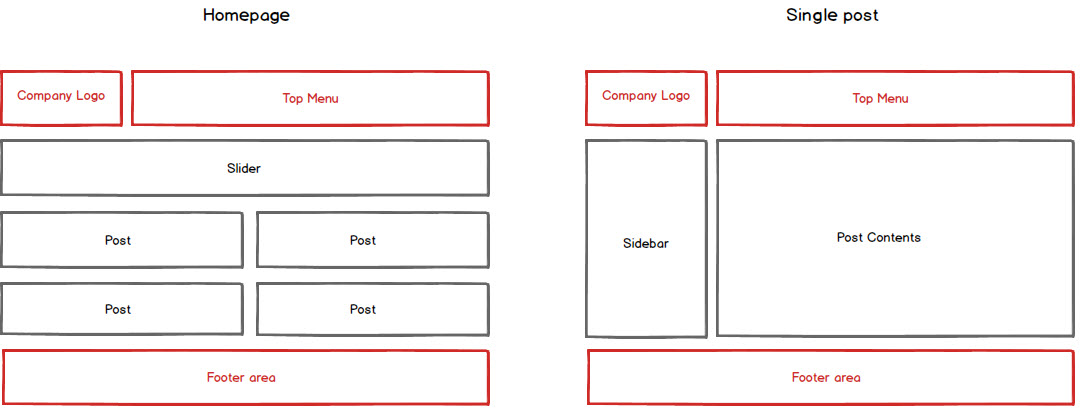 Homepage
Company Logo
Top Menu
Slider
Post
Post
Post
Post
Footer area
Single post
Company Logo
Top Menu
Sidebar
Post Contents
Footer area